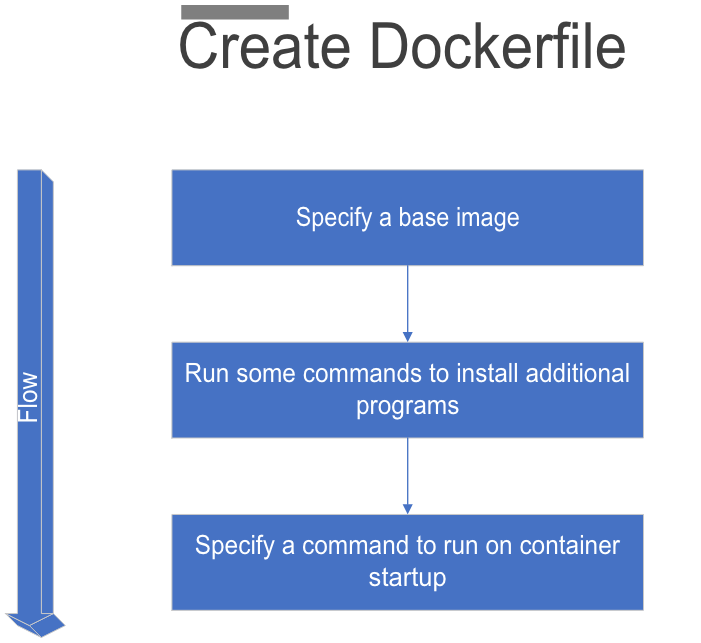 Create Dockerfile
Specify a base image
Flow
Run some commands to install additional
programs
Specify a command to run on container
startup